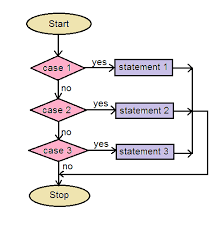 Start
case 1
yes
statement 1
no
case 2
yes
statement 2
no
case 3
yes
statement 3
no
Stop